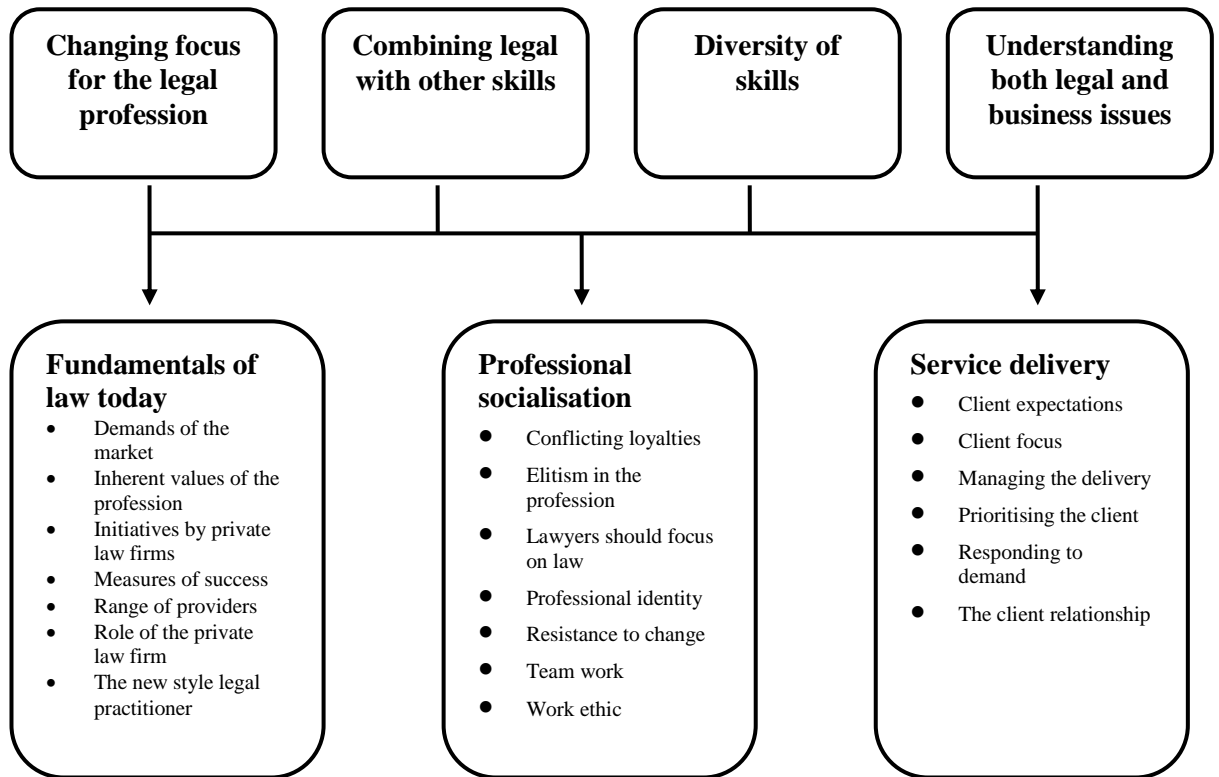 Changing focus
for the legal
profession
Combining legal
with other skills
Diversity of
skills
Understanding
both legal and
business issues
Fundamentals of
law today
• Demands of the
market
• Inherent values of the
profession
• Initiatives by private
law firms
• Measures of success
• Range of providers
• Role of the private
law firm
• The new style legal
practitioner
Professional
socialisation
• Conflicting loyalties
• Elitism in the
profession
• Lawyers should focus
on law
• Professional identity
• Resistance to change
• Team work
• Work ethic
Service delivery
• Client expectations
• Client focus
• Managing the delivery
• Prioritising the client
• Responding to
demand
• The client relationship